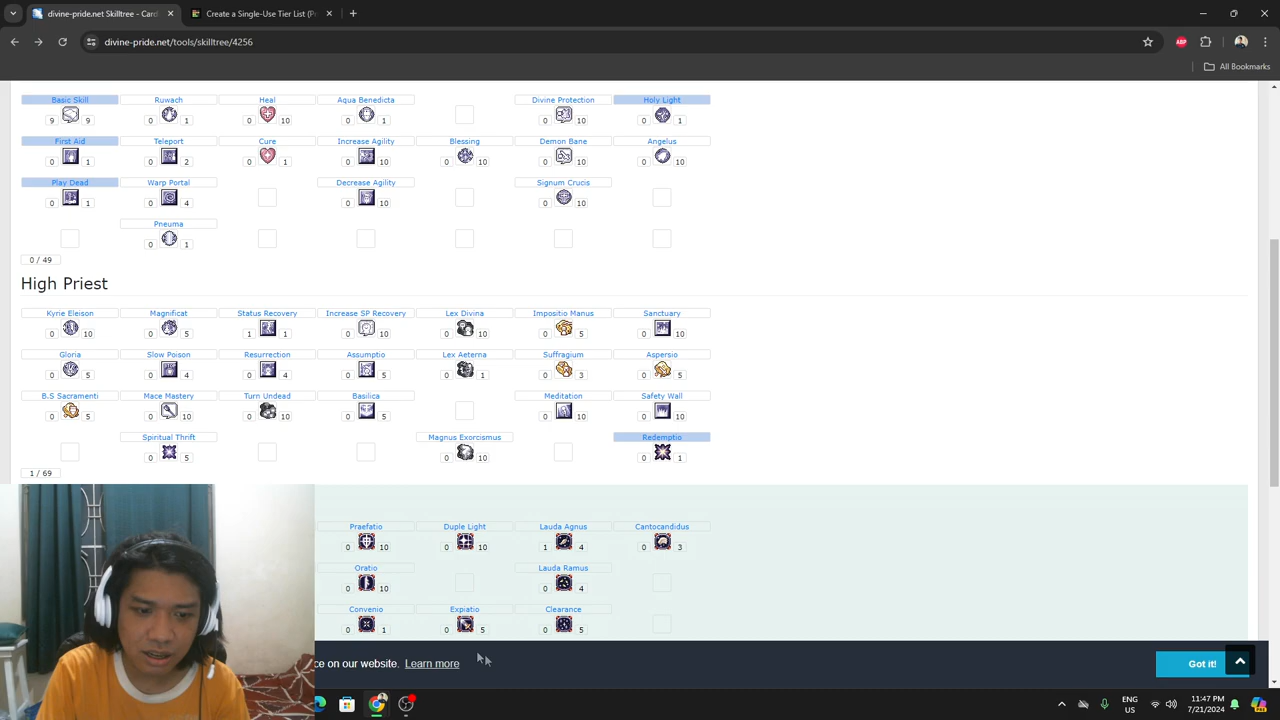 divine-pride.net Skilltree - Card
Create a Single-Use Tier List (P
divine-pride.net/tools/skilltree/4256
ABP
All Bookmarks
Basic Skill Ruwach Heal Aqua Benedicta Divine Protection Holy Light
9 9 0 1 0 10 0 1 0 10 0 1
First Aid Teleport Cure Increase Agility Blessing Demon Bane Angelus
0 1 0 2 0 1 0 10 0 10 0 10 0 10
Play Dead Warp Portal Decrease Agility Signum Crucis
0 1 0 4 0 10 0 10
Pneuma
0 1
0 / 49
High Priest
Kyrie Eleison Magnificat Status Recovery Increase SP Recovery Lex Divina Impositio Manus Sanctuary
0 10 0 5 1 1 0 10 0 10 0 5 0 10
Gloria Slow Poison Resurrection Assumptio Lex Aeterna Suffragium Aspersio
0 5 0 4 0 4 0 5 0 1 0 3 0 5
B.S Sacramenti Mace Mastery Turn Undead Basilica Meditation Safety Wall
0 5 0 10 0 10 0 5 0 10 0 10
Spiritual Thrift Magnus Exorcismus Redemptio
0 5 0 10 0 1
1 / 69
Praefatio Duple Light Lauda Agnus Cantocandidus
0 10 0 10 1 4 0 3
Oratio Lauda Ramus
0 10 0 4
Convenio Expiatio Clearance
0 1 0 5 0 5
ce on our website. Learn more Got it!
ENG
US
11:47 PM
7/21/2024